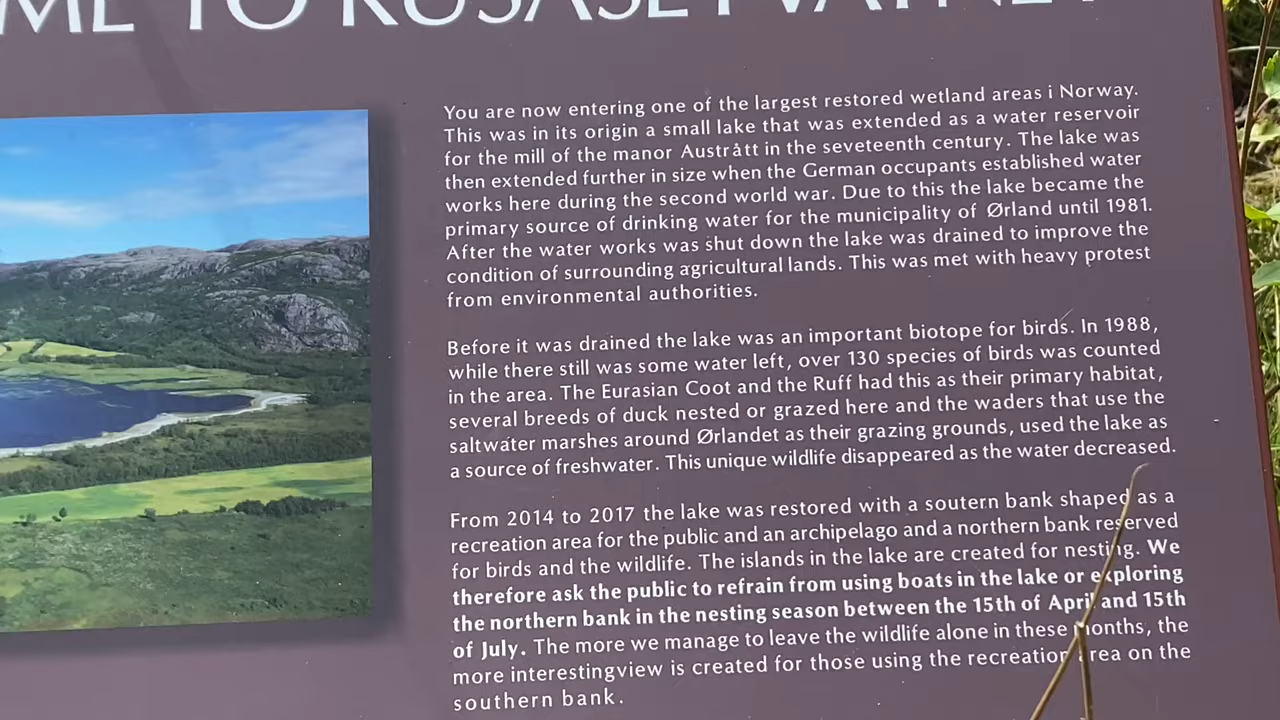 TO RUSASETVATNET
You are now entering one of the largest restored wetland areas i Norway.
This was in its origin a small lake that was extended as a water reservoir
for the mill of the manor Austrått in the seveteenth century. The lake was
then extended further in size when the German occupants established water
works here during the second world war. Due to this the lake became the
primary source of drinking water for the municipality of Ørland until 1981.
After the water works was shut down the lake was drained to improve the
condition of surrounding agricultural lands. This was met with heavy protest
from environmental authorities.
Before it was drained the lake was an important biotope for birds. In 1988,
while there still was some water left, over 130 species of birds was counted
in the area. The Eurasian Coot and the Ruff had this as their primary habitat,
several breeds of duck nested or grazed here and the waders that use the
saltwater marshes around Ørlandet as their grazing grounds, used the lake as
a source of freshwater. This unique wildlife disappeared as the water decreased.
From 2014 to 2017 the lake was restored with a soutern bank shaped as a
recreation area for the public and an archipelago and a northern bank reserved
for birds and the wildlife. The islands in the lake are created for nesting. We
therefore ask the public to refrain from using boats in the lake or exploring
the northern bank in the nesting season between the 15th of April and 15th
of July. The more we manage to leave the wildlife alone in these months, the
more interestingview is created for those using the recreation area on the
southern bank.